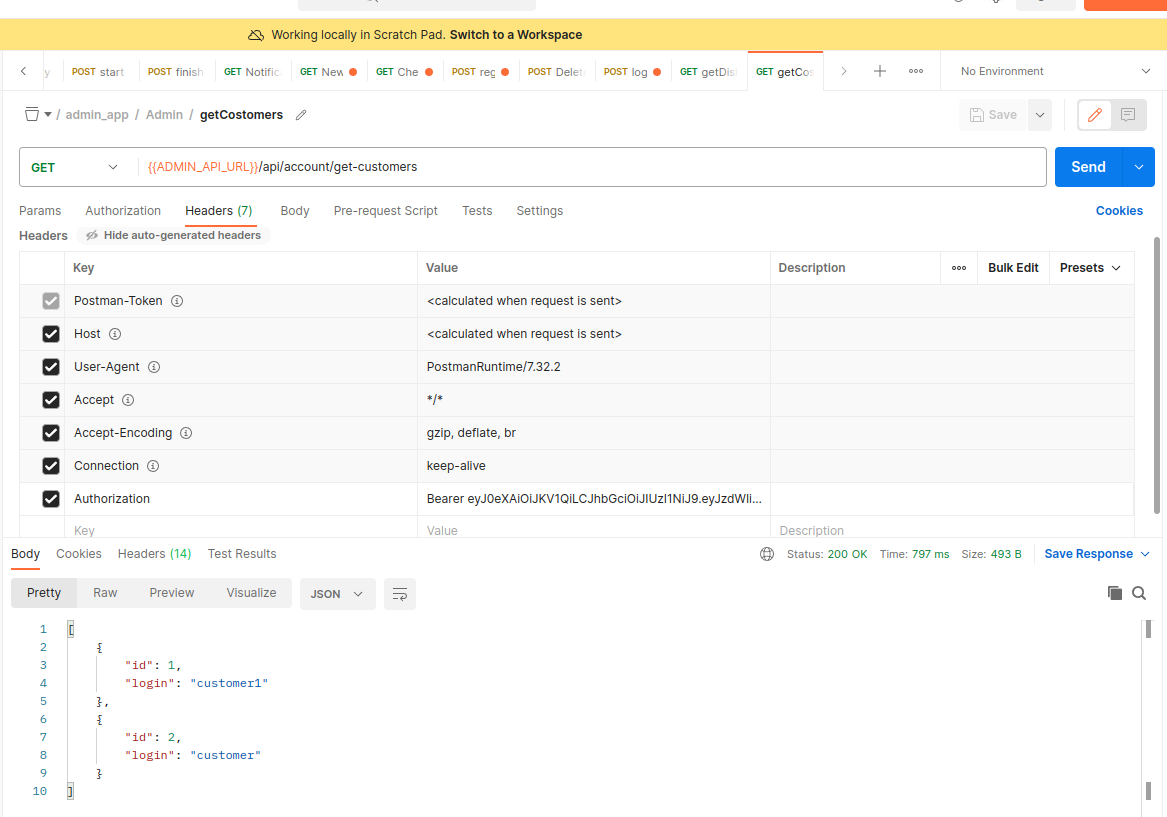 Working locally in Scratch Pad. Switch to a Workspace
y POST start POST finish GET Notific GET New GET Che POST reg POST Delet POST log GET getDis GET getCos No Environment
/ admin_app / Admin / getCostomers Save
GET {{ADMIN_API_URL}}/api/account/get-customers Send
Params Authorization Headers (7) Body Pre-request Script Tests Settings Cookies
Headers Hide auto-generated headers
Key Value Description Bulk Edit Presets
Postman-Token <calculated when request is sent>
Host <calculated when request is sent>
User-Agent PostmanRuntime/7.32.2
Accept */*
Accept-Encoding gzip, deflate, br
Connection keep-alive
Authorization Bearer eyJ0eXAiOiJKV1QiLCJhbGciOiJIUzI1NiJ9.eyJzdWIi...
Key Value Description
Body Cookies Headers (14) Test Results Status: 200 OK Time: 797 ms Size: 493 B Save Response
Pretty Raw Preview Visualize JSON
1 [
2 {
3 "id": 1,
4 "login": "customer1"
5 },
6 {
7 "id": 2,
8 "login": "customer"
9 }
10 ]